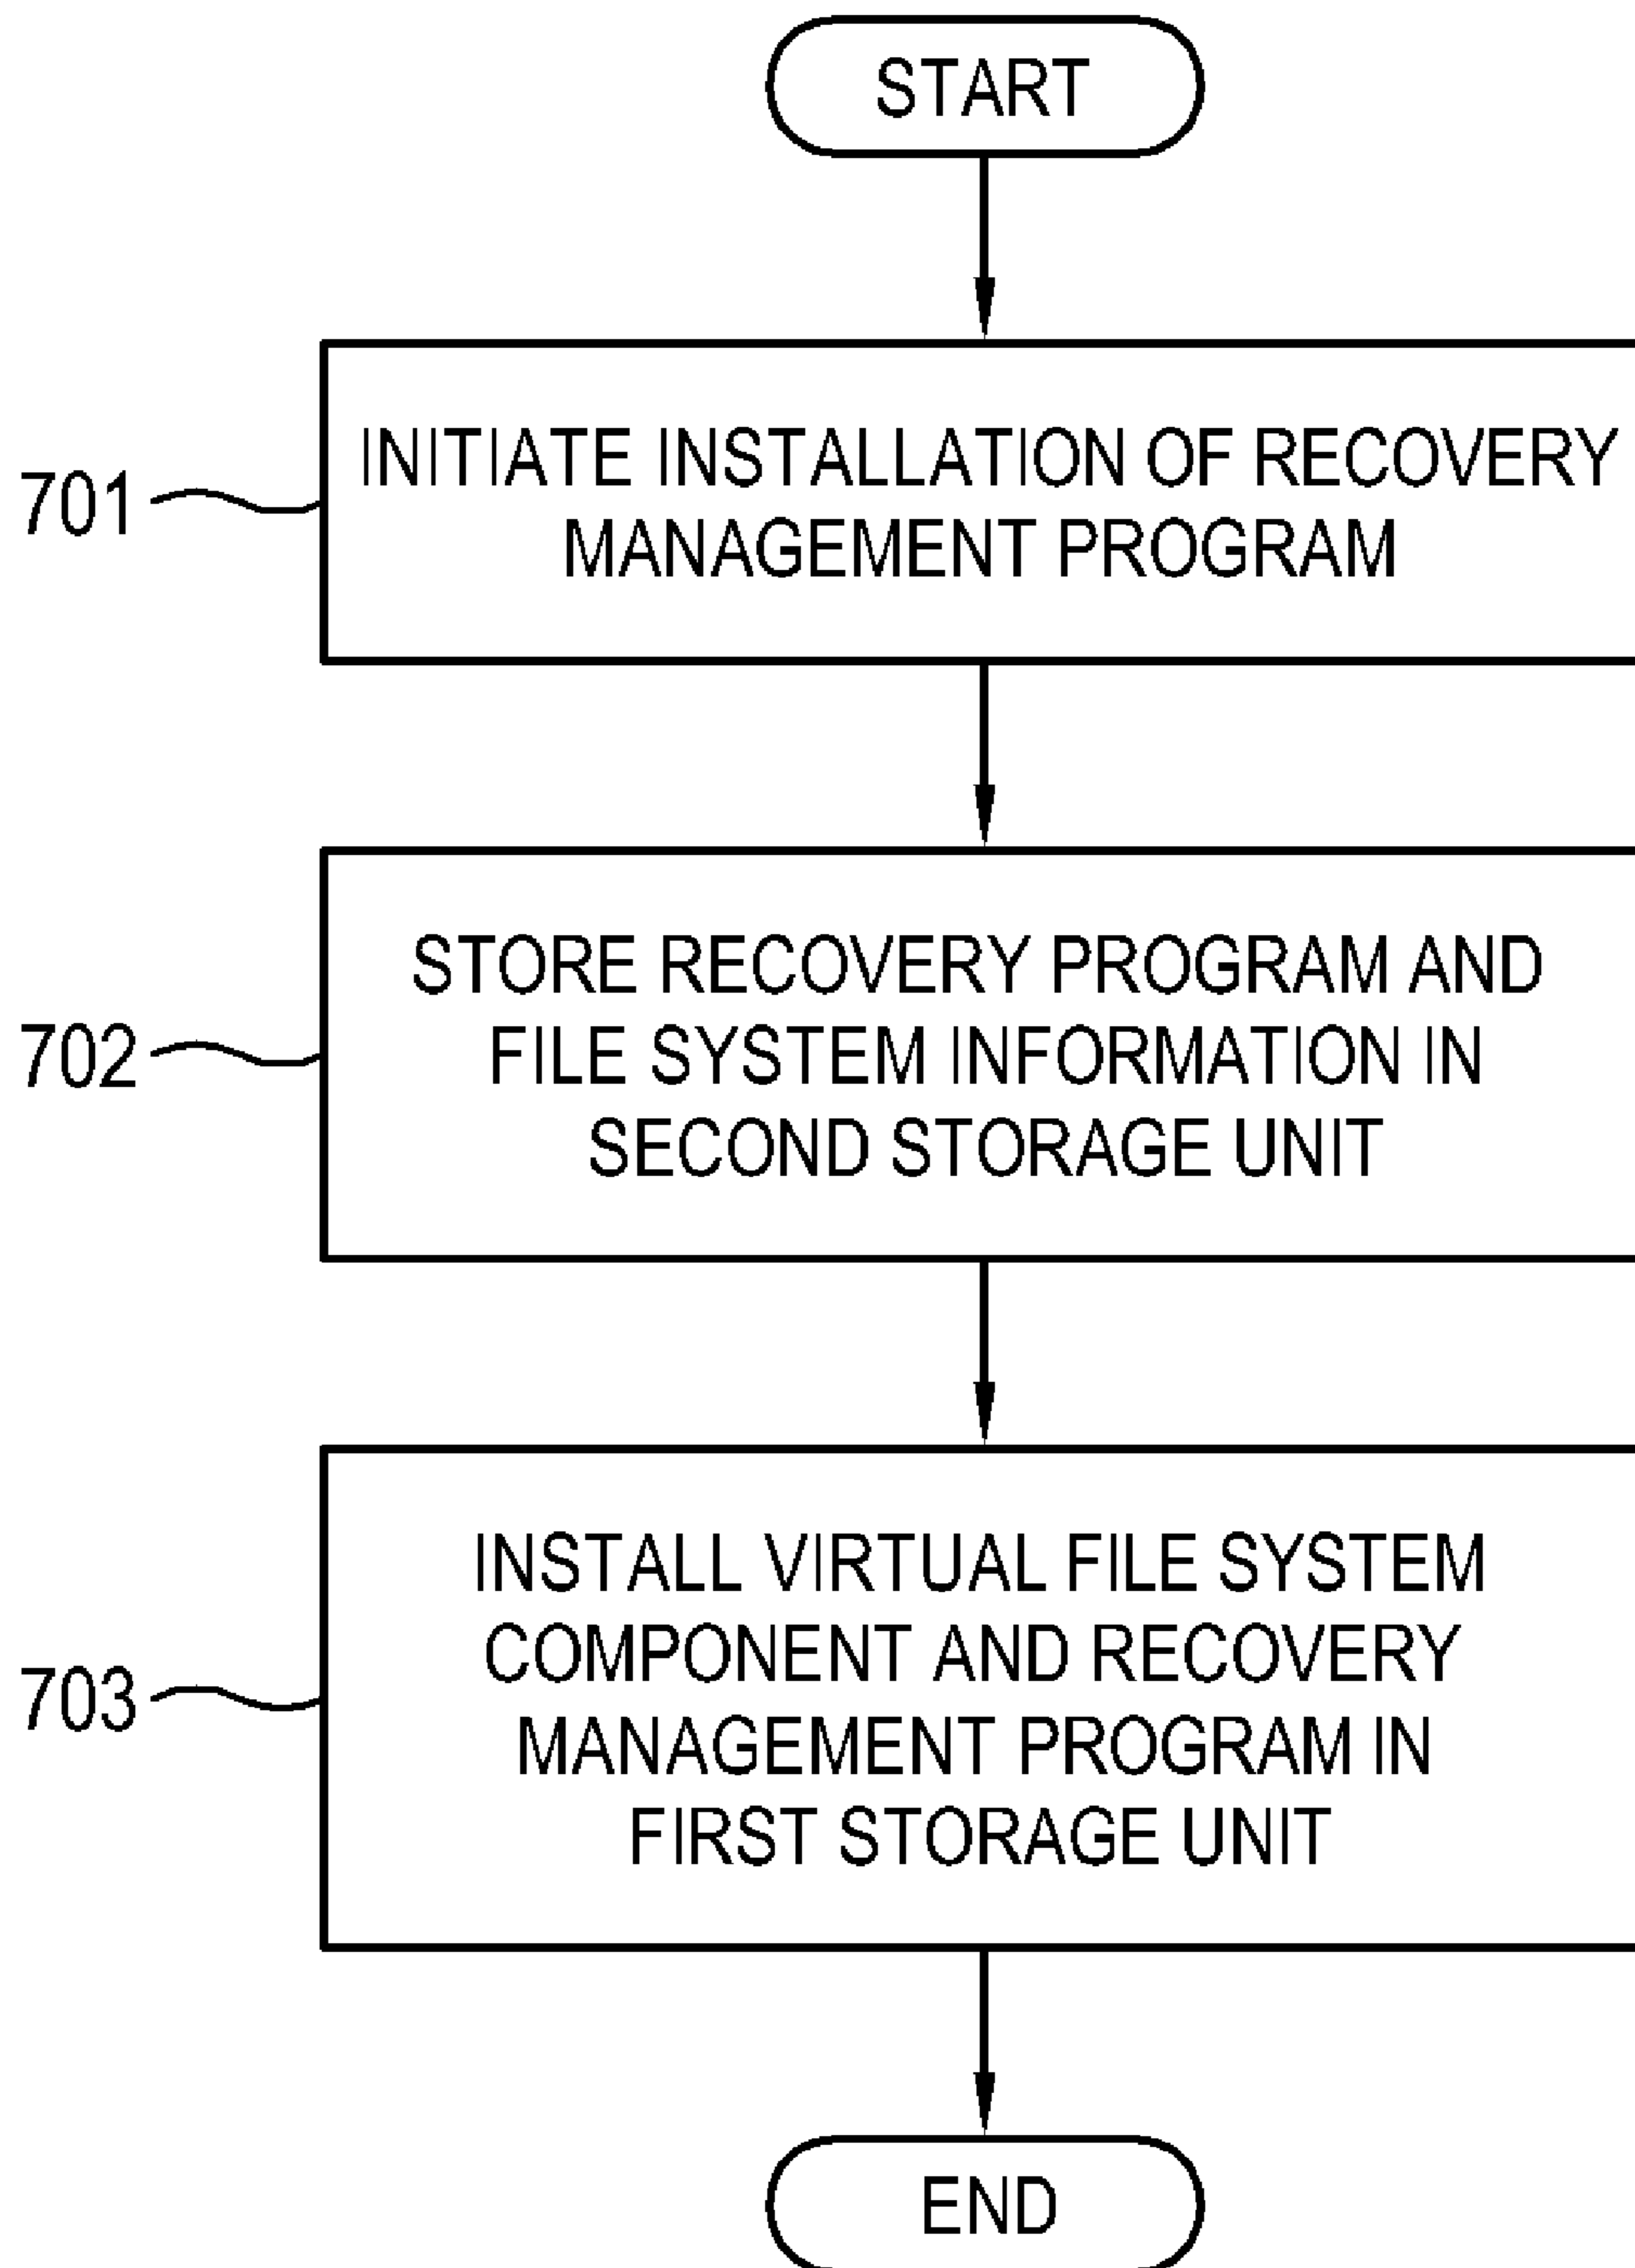 START
701
INITIATE INSTALLATION OF RECOVERY
MANAGEMENT PROGRAM
702
STORE RECOVERY PROGRAM AND
FILE SYSTEM INFORMATION IN
SECOND STORAGE UNIT
703
INSTALL VIRTUAL FILE SYSTEM
COMPONENT AND RECOVERY
MANAGEMENT PROGRAM IN
FIRST STORAGE UNIT
END